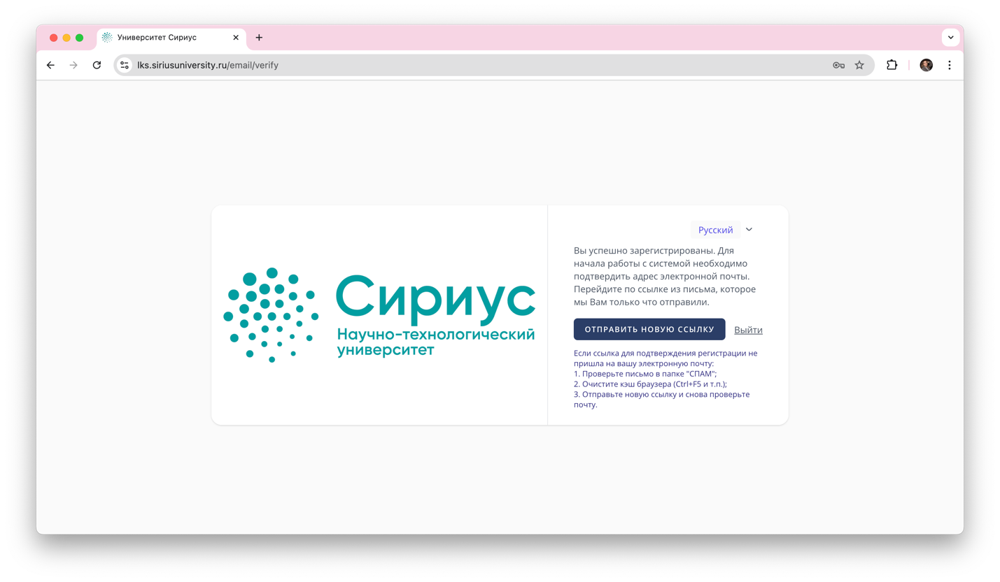 Университет Сириус
lks.siriusuniversity.ru/email/verify
Сириус
Научно-технологический
университет
Русский
Вы успешно зарегистрированы. Для
начала работы с системой необходимо
подтвердить адрес электронной почты.
Перейдите по ссылке из письма, которое
мы Вам только что отправили.
ОТПРАВИТЬ НОВУЮ ССЫЛКУ
Выйти
Если ссылка для подтверждения регистрации не
пришла на вашу электронную почту:
1. Проверьте письмо в папке "СПАМ";
2. Очистите кэш браузера (Ctrl+F5 и т.п.);
3. Отправьте новую ссылку и снова проверьте
почту.